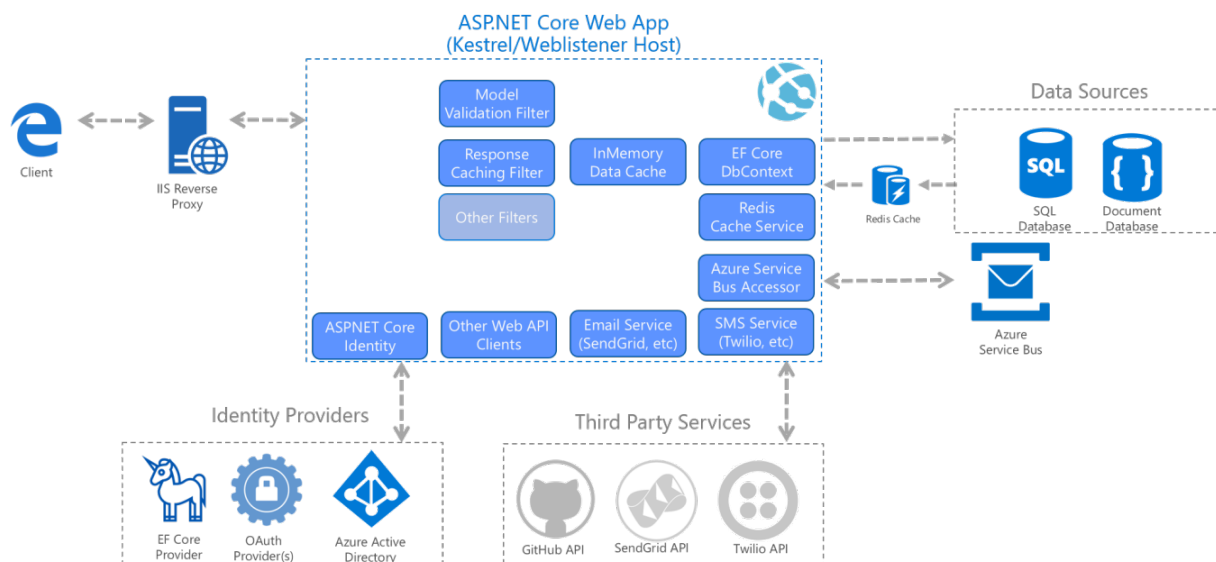 ASP.NET Core Web App
(Kestrel/Weblistener Host)
Client
IIS Reverse
Proxy
Model
Validation Filter
Response
Caching Filter
Other Filters
InMemory
Data Cache
EF Core
DbContext
Redis
Cache Service
Azure Service
Bus Accessor
ASPNET Core
Identity
Other Web API
Clients
Email Service
(SendGrid, etc)
SMS Service
(Twilio, etc)
Data Sources
Redis Cache
SQL
SQL
Database
{ }
Document
Database
Azure
Service Bus
Identity Providers
EF Core
Provider
OAuth
Provider(s)
Azure Active
Directory
Third Party Services
GitHub API
SendGrid API
Twilio API